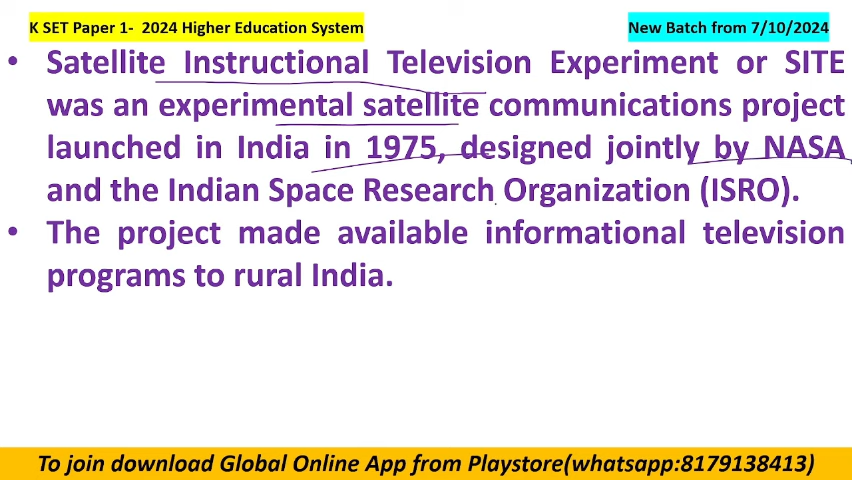 K SET Paper 1-  2024 Higher Education System
New Batch from 7/10/2024
• Satellite Instructional Television Experiment or SITE
was an experimental satellite communications project
launched in India in 1975, designed jointly by NASA
and the Indian Space Research Organization (ISRO).
• The project made available informational television
programs to rural India.
To join download Global Online App from Playstore(whatsapp:8179138413)